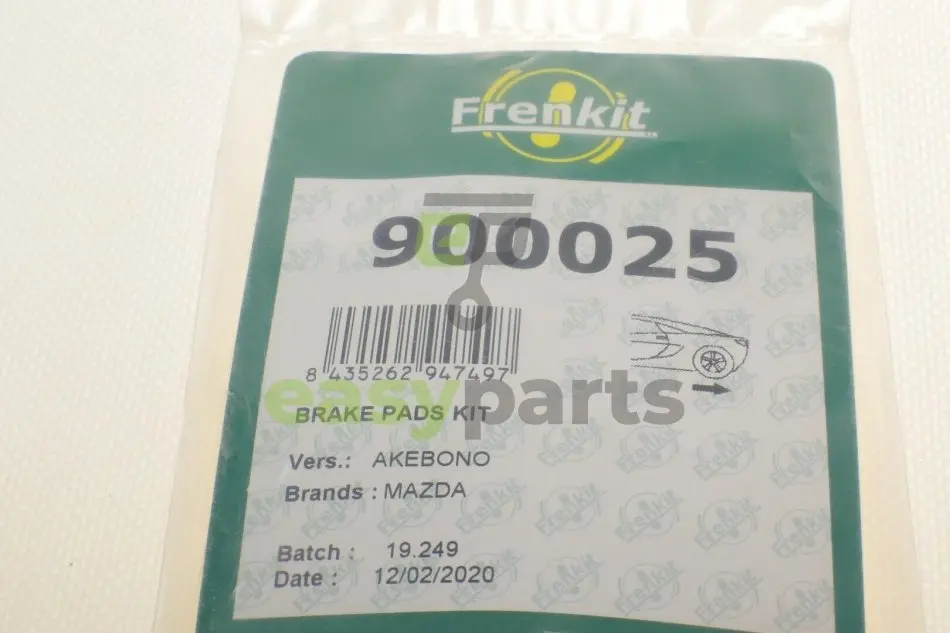 Frenkit
900025
8 435262 947497
easyparts
BRAKE PADS KIT
Vers.: AKEBONO
Brands : MAZDA
Batch : 19.249
Date : 12/02/2020